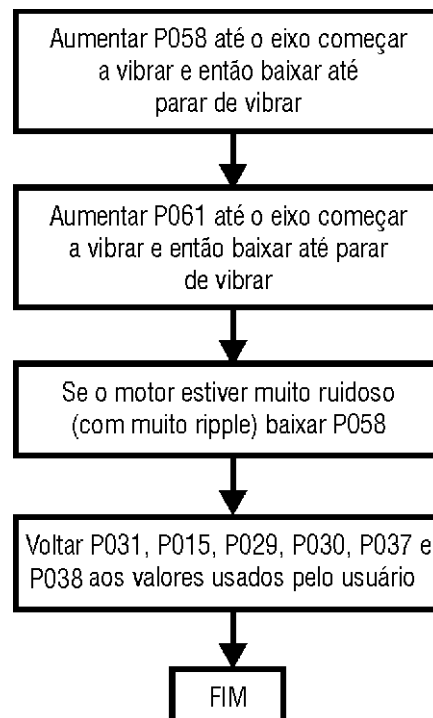 Aumentar P058 até o eixo começar
a vibrar e então baixar até
parar de vibrar
Aumentar P061 até o eixo começar
a vibrar e então baixar até parar
de vibrar
Se o motor estiver muito ruidoso
(com muito ripple) baixar P058
Voltar P031, P015, P029, P030, P037 e
P038 aos valores usados pelo usuário
FIM